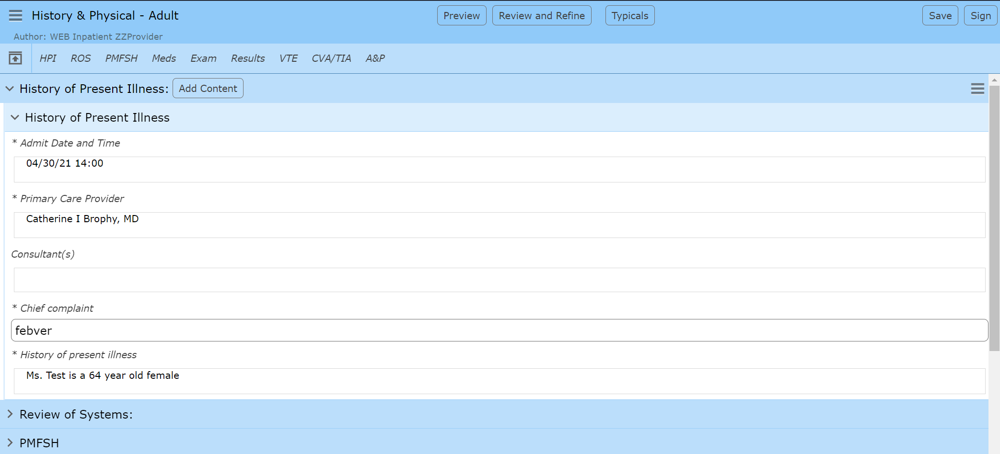 History & Physical - Adult
Preview
Review and Refine
Typicals
Save
Sign
Author: WEB Inpatient ZZProvider
HPI ROS PMFSH Meds Exam Results VTE CVA/TIA A&P
History of Present Illness: Add Content
History of Present Illness
* Admit Date and Time
04/30/21 14:00
* Primary Care Provider
Catherine I Brophy, MD
Consultant(s)
* Chief complaint
febver
* History of present illness
Ms. Test is a 64 year old female
Review of Systems:
PMFSH